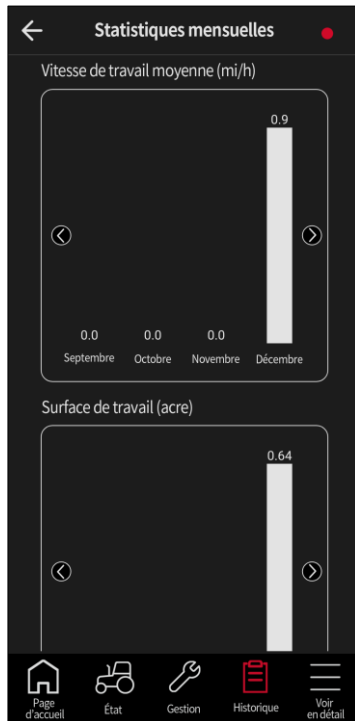 Statistiques mensuelles
Vitesse de travail moyenne (mi/h)
0.9
0.0 0.0 0.0
Septembre Octobre Novembre Décembre
Surface de travail (acre)
0.64
Page
d'accueil
État
Gestion
Historique
Voir
en détail